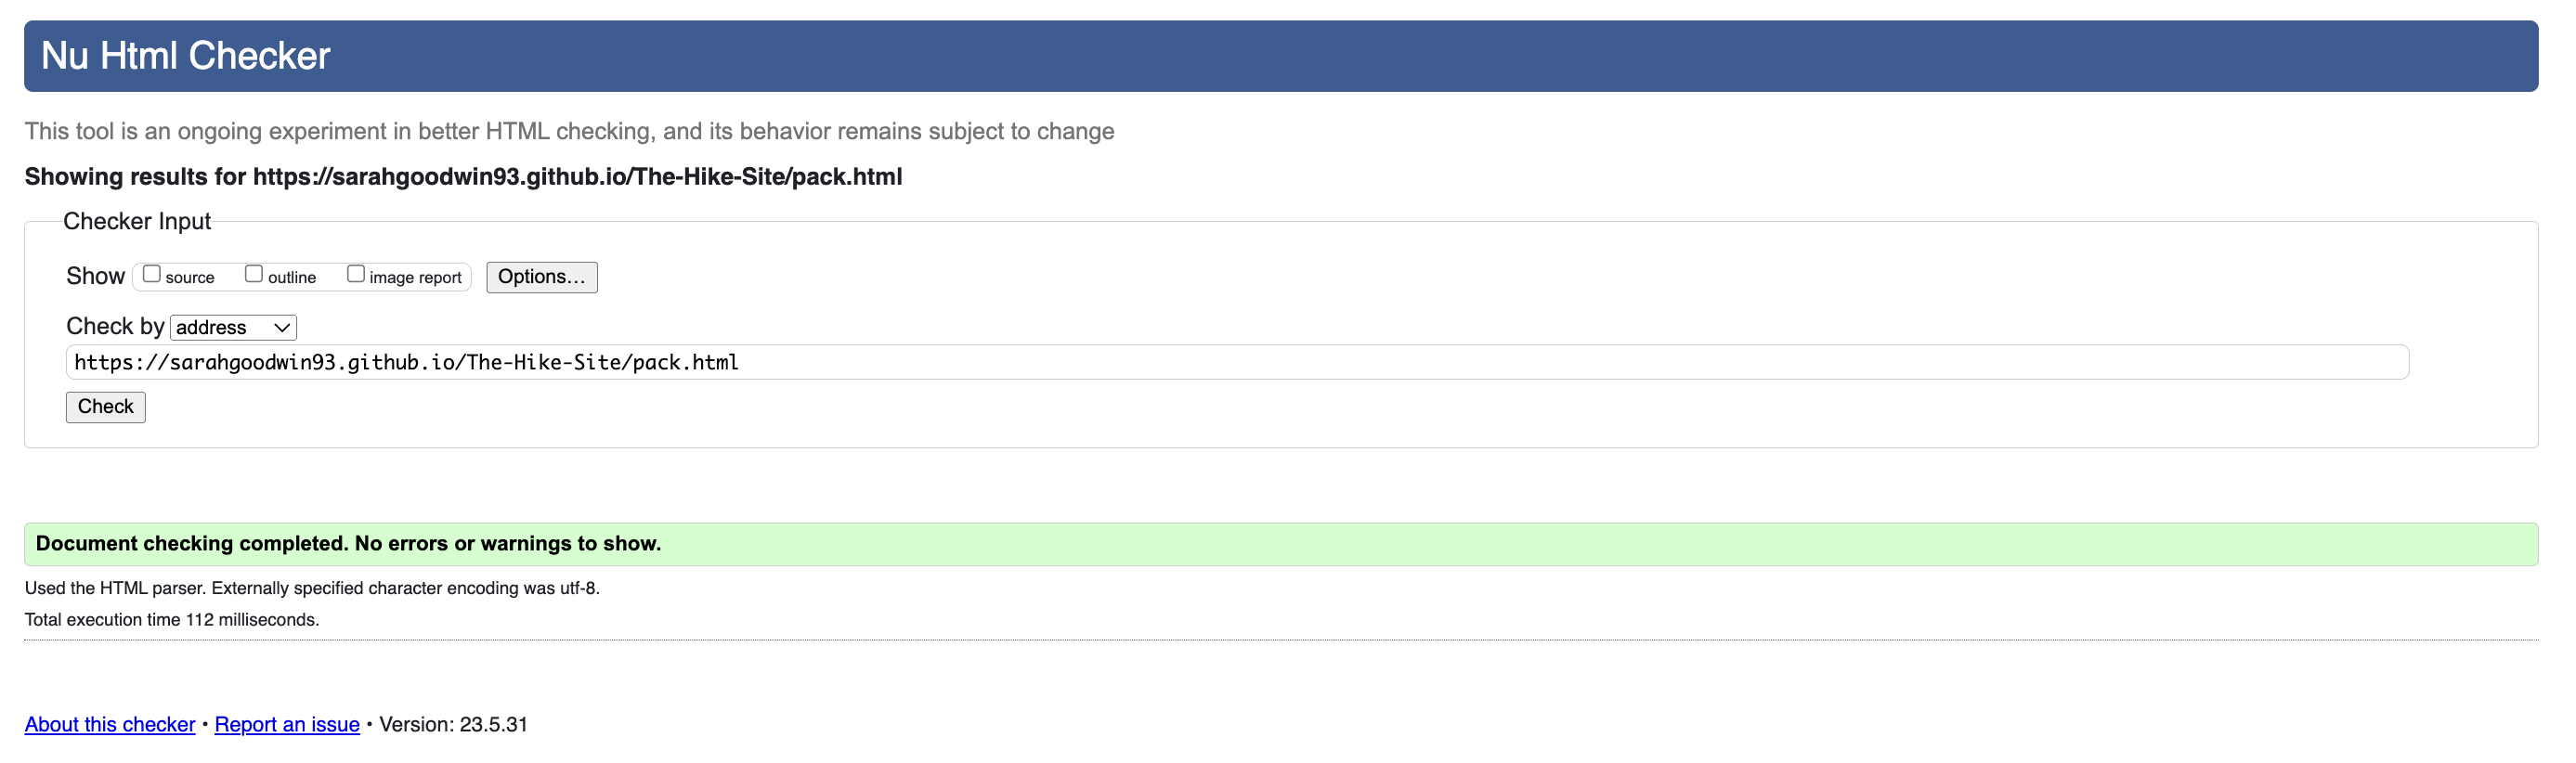 Nu Html Checker
This tool is an ongoing experiment in better HTML checking, and its behavior remains subject to change
Showing results for https://sarahgoodwin93.github.io/The-Hike-Site/pack.html
Checker Input
Show source outline image report Options…
Check by address
https://sarahgoodwin93.github.io/The-Hike-Site/pack.html
Check
Document checking completed. No errors or warnings to show.
Used the HTML parser. Externally specified character encoding was utf-8.
Total execution time 112 milliseconds.
About this checker • Report an issue • Version: 23.5.31